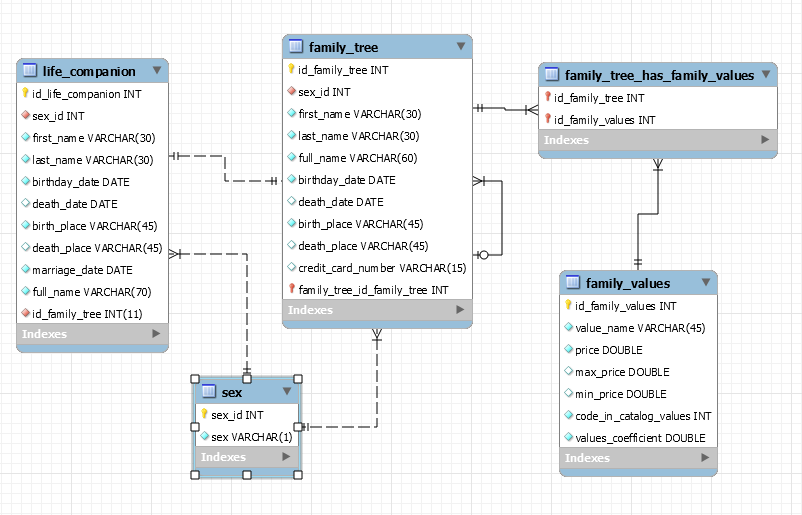 life_companion
id_life_companion INT
sex_id INT
first_name VARCHAR(30)
last_name VARCHAR(30)
birthday_date DATE
death_date DATE
birth_place VARCHAR(45)
death_place VARCHAR(45)
marriage_date DATE
full_name VARCHAR(70)
id_family_tree INT(11)
Indexes
family_tree
id_family_tree INT
sex_id INT
first_name VARCHAR(30)
last_name VARCHAR(30)
full_name VARCHAR(60)
birthday_date DATE
death_date DATE
birth_place VARCHAR(45)
death_place VARCHAR(45)
credit_card_number VARCHAR(15)
family_tree_id_family_tree INT
Indexes
family_tree_has_family_values
id_family_tree INT
id_family_values INT
Indexes
sex
sex_id INT
sex VARCHAR(1)
Indexes
family_values
id_family_values INT
value_name VARCHAR(45)
price DOUBLE
max_price DOUBLE
min_price DOUBLE
code_in_catalog_values INT
values_coefficient DOUBLE
Indexes